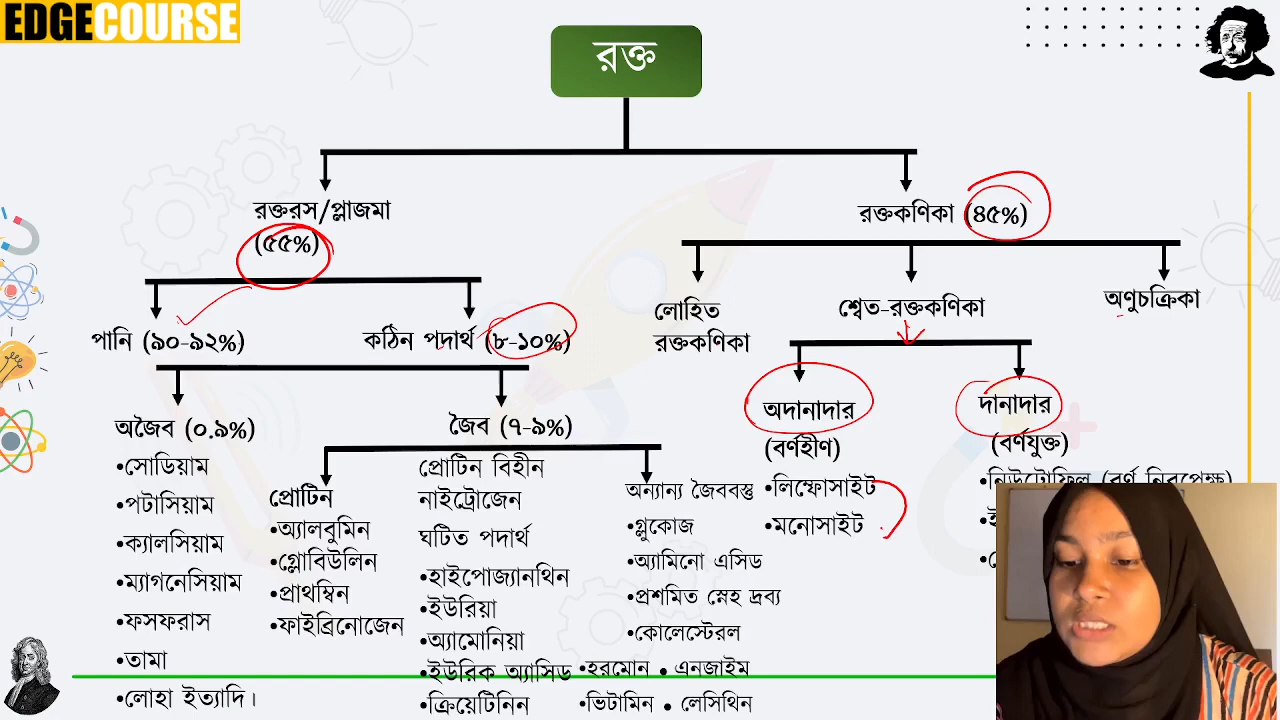 EDGECOURSE
রক্ত
রক্তরস/প্লাজমা
(৫৫%)
রক্তকণিকা (৪৫%)
পানি (৯০-৯২%)
কঠিন পদার্থ (৮-১০%)
লোহিত
রক্তকণিকা
শ্বেত-রক্তকণিকা
অণুচক্রিকা
অজৈব (০.৯%)
•সোডিয়াম
•পটাসিয়াম
•ক্যালসিয়াম
•ম্যাগনেসিয়াম
•ফসফরাস
•তামা
•লোহা ইত্যাদি।
জৈব (৭-৯%)
প্রোটিন
•অ্যালবুমিন
•গ্লোবিউলিন
•প্রাথম্বিন
•ফাইব্রিনোজেন
প্রোটিন বিহীন
নাইট্রোজেন
ঘটিত পদার্থ
•হাইপোজ্যানথিন
•ইউরিয়া
•অ্যামোনিয়া
•ইউরিক অ্যাসিড
•ক্রিয়েটিনিন
অন্যান্য জৈববস্তু
•গ্লুকোজ
•অ্যামিনো এসিড
•প্রশমিত স্নেহ দ্রব্য
•কোলেস্টেরল
•হরমোন • এনজাইম
•ভিটামিন • লেসিথিন
অদানাদার
(বর্ণহীণ)
•লিম্ফোসাইট
•মনোসাইট
দানাদার
(বর্ণযুক্ত)
•নিউট্রোফিল (বর্ণ নিরপেক্ষ)